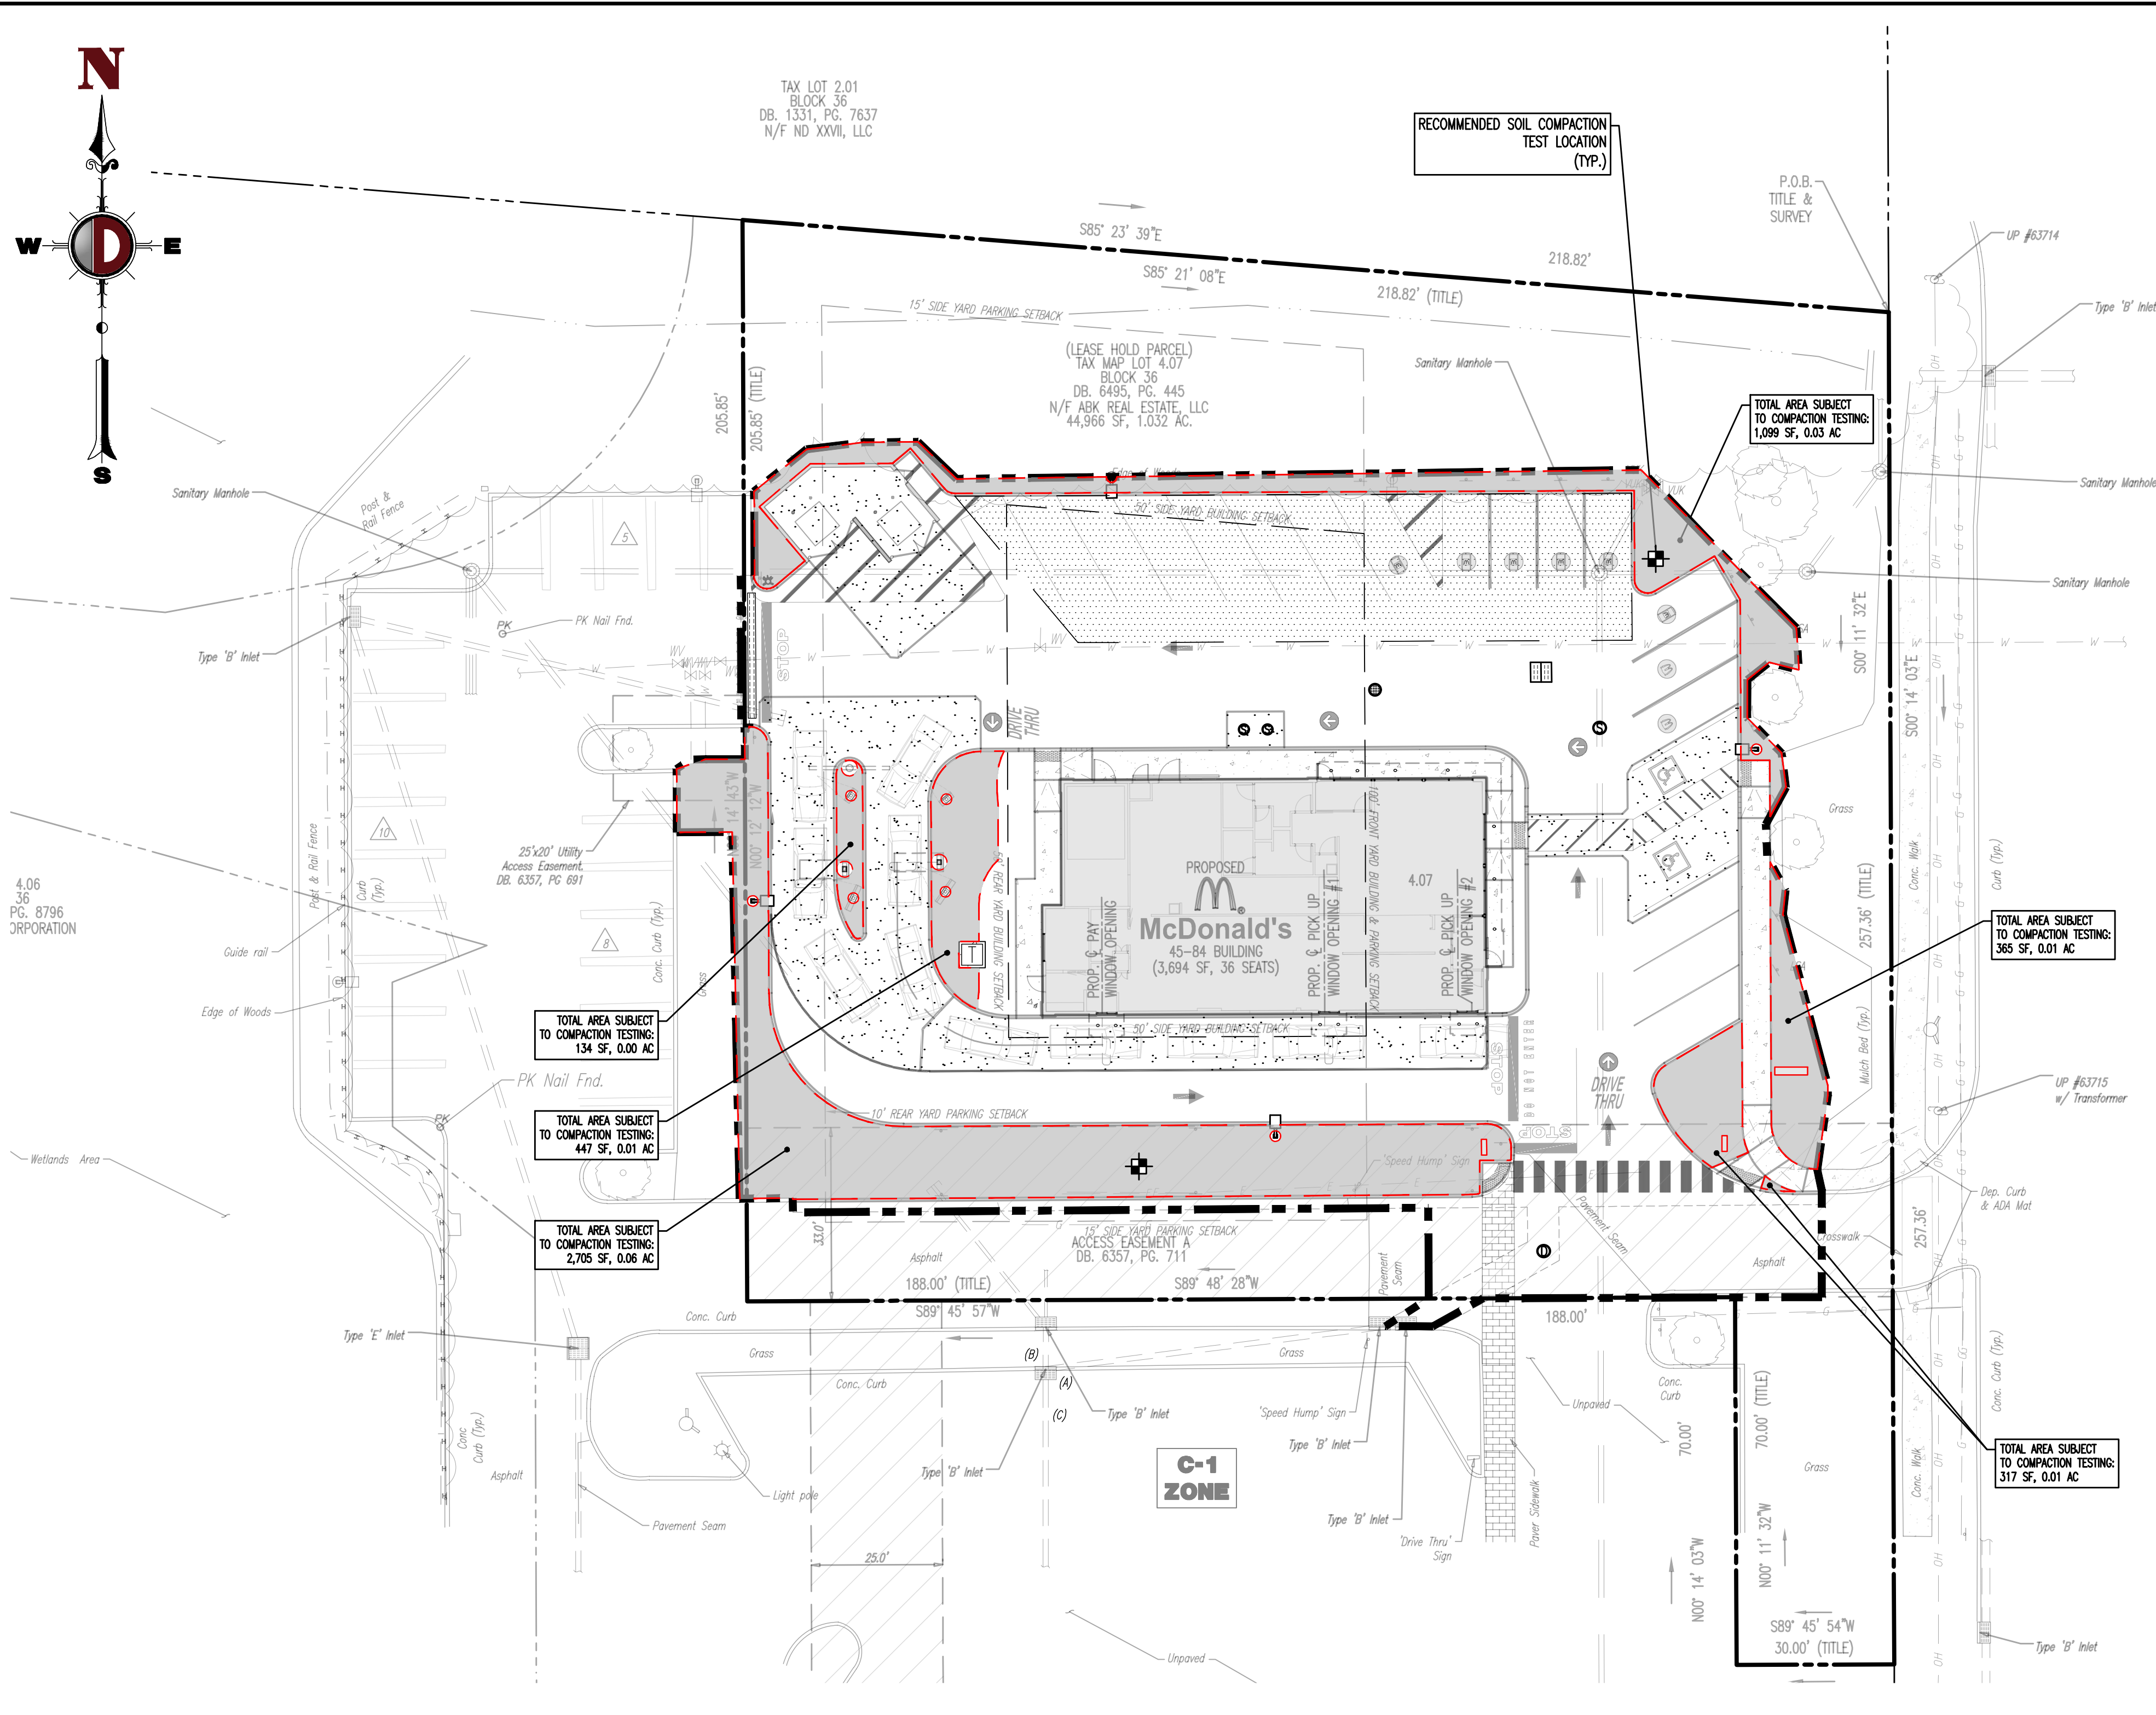 N
W
D
E
S
TAX LOT 2.01
BLOCK 36
DB. 1331, PG. 7637
N/F ND XXVII, LLC
RECOMMENDED SOIL COMPACTION
TEST LOCATION
(TYP.)
P.O.B.
TITLE &
SURVEY
UP #63714
Type 'B' Inlet
S85° 23' 39"E
218.82'
S85° 21' 08"E
218.82' (TITLE)
15' SIDE YARD PARKING SETBACK
(LEASE HOLD PARCEL)
TAX MAP LOT 4.07
BLOCK 36
DB. 6495, PG. 445
N/F ABK REAL ESTATE, LLC
44,966 SF, 1.032 AC.
Sanitary Manhole
205.85'
205.85' (TITLE)
TOTAL AREA SUBJECT
TO COMPACTION TESTING:
1,099 SF, 0.03 AC
Edge of Woods
Sanitary Manhole
Sanitary Manhole
Post &
Rail Fence
5
50' SIDE YARD BUILDING SETBACK
VUK
Sanitary Manhole
PK
PK Nail Fnd.
Type 'B' Inlet
STOP
WV
W
WV
S00° 11' 32"E
S00° 14' 03"E
DRIVE
THRU
N00° 14' 43"W
N00° 12' 12"W
25'x20' Utility
Access Easement
DB. 6357, PG 691
10
Post & Rail Fence
Curb
(Typ.)
Grass
Conc. Walk
Curb (Typ.)
4.06
36
PG. 8796
ORPORATION
Guide rail
8
Conc. Curb (Typ.)
Grass
Edge of Woods
50' REAR YARD BUILDING SETBACK
T
PROPOSED
McDonald's
45-84 BUILDING
(3,694 SF, 36 SEATS)
4.07
PROP. ℄ PAY
WINDOW OPENING
PROP. ℄ PICK UP
WINDOW OPENING #1
100' FRONT YARD BUILDING & PARKING SETBACK
PROP. ℄ PICK UP
WINDOW OPENING #2
257.36' (TITLE)
TOTAL AREA SUBJECT
TO COMPACTION TESTING:
365 SF, 0.01 AC
TOTAL AREA SUBJECT
TO COMPACTION TESTING:
134 SF, 0.00 AC
50' SIDE YARD BUILDING SETBACK
STOP
DRIVE
THRU
Mulch Bed (Typ.)
UP #63715
w/ Transformer
PK Nail Fnd.
PK
10' REAR YARD PARKING SETBACK
STOP
TOTAL AREA SUBJECT
TO COMPACTION TESTING:
447 SF, 0.01 AC
Wetlands Area
'Speed Hump' Sign
Dep. Curb
& ADA Mat
TOTAL AREA SUBJECT
TO COMPACTION TESTING:
2,705 SF, 0.06 AC
33.0'
15' SIDE YARD PARKING SETBACK
ACCESS EASEMENT A
DB. 6357, PG. 711
Asphalt
Pavement
Seam
Pavement Seam
Crosswalk
257.36'
Asphalt
188.00' (TITLE)
S89° 48' 28"W
S89° 45' 57"W
188.00'
Conc. Curb
Type 'E' Inlet
Grass
(B)
Grass
Conc. Curb
(A)
(C)
Type 'B' Inlet
'Speed Hump' Sign
Unpaved
Conc.
Curb
70.00'
70.00' (TITLE)
Conc. Curb (Typ.)
Conc
Curb (Typ.)
Asphalt
Type 'B' Inlet
C-1
ZONE
Type 'B' Inlet
Grass
Conc. Walk
TOTAL AREA SUBJECT
TO COMPACTION TESTING:
317 SF, 0.01 AC
Light pole
Pavement Seam
Type 'B' Inlet
'Drive Thru'
Sign
Paver Sidewalk
25.0'
N00° 14' 03"W
N00° 11' 32"W
S89° 45' 54"W
30.00' (TITLE)
Type 'B' Inlet
Unpaved